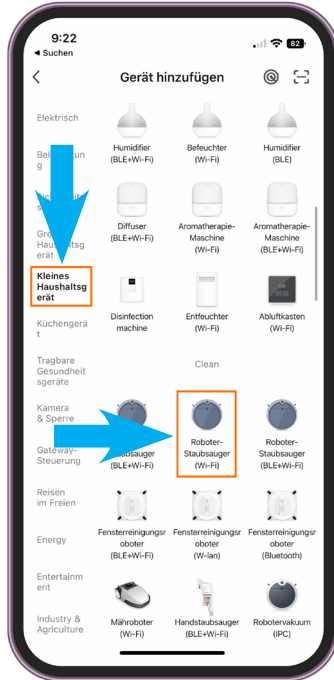 9:22
82
◄ Suchen
Gerät hinzufügen
Elektrisch
g
Haushaltsg
erät
Kleines
Haushaltsg
erät
Küchengerä
t
Tragbare
Gesundheit
sgeräte
Kamera
& Sperre
Gateway-
Steuerung
Reisen
im Freien
Energy
Entertainm
ent
Industry &
Agriculture
Humidifier
(BLE+Wi-Fi)
Befeuchter
(Wi-Fi)
Humidifier
(BLE)
Diffuser
(BLE+Wi-Fi)
Aromatherapie-
Maschine
(Wi-Fi)
Aromatherapie-
Maschine
(BLE+Wi-Fi)
Disinfection
machine
Entfeuchter
(Wi-Fi)
Abluftkasten
(Wi-Fi)
Clean
(BLE+Wi-Fi)
Roboter-
Staubsauger
(Wi-Fi)
Roboter-
Staubsauger
(BLE+Wi-Fi)
Fensterreinigungsr
oboter
(BLE+Wi-Fi)
Fensterreinigungsr
oboter
(W-lan)
Fensterreinigungsr
oboter
(Bluetooth)
Mähroboter
(Wi-Fi)
Handstaubsauger
(BLE+Wi-Fi)
Robotervakuum
(IPC)